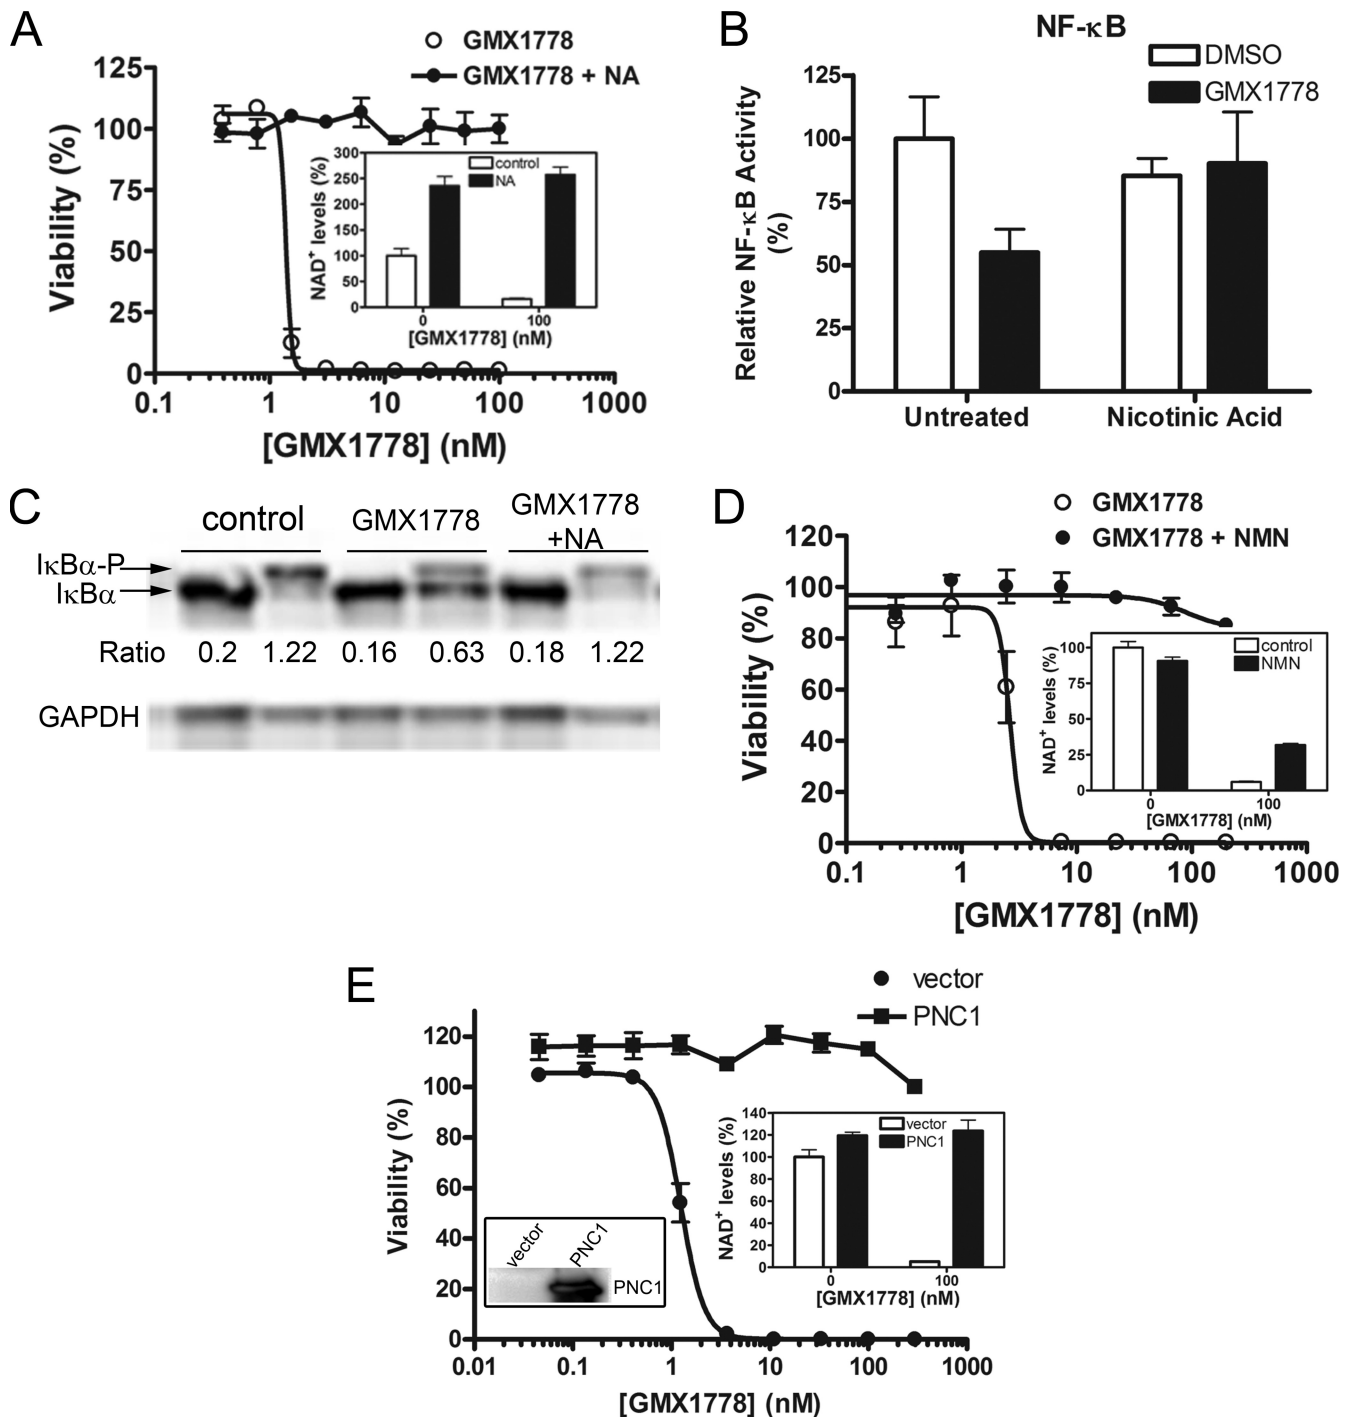 A
GMX1778
GMX1778 + NA
125
100
75
50
25
0
Viability (%)
0.1 1 10 100 1000
[GMX1778] (nM)
300
250
200
150
100
50
0
NAD+ levels (%)
control
NA
0 100
[GMX1778] (nM)
B
NF-κB
DMSO
GMX1778
125
100
75
50
25
0
Relative NF-κB Activity
(%)
Untreated Nicotinic Acid
C
control GMX1778 GMX1778
+NA
IκBα-P
IκBα
Ratio 0.2 1.22 0.16 0.63 0.18 1.22
GAPDH
D
GMX1778
GMX1778 + NMN
120
100
80
60
40
20
0
Viability (%)
0.1 1 10 100 1000
[GMX1778] (nM)
100
75
50
25
0
NAD+ levels (%)
control
NMN
0 100
[GMX1778] (nM)
E
vector
PNC1
120
100
80
60
40
20
0
Viability (%)
0.01 0.1 1 10 100 1000
[GMX1778] (nM)
vector PNC1
PNC1
140
120
100
80
60
40
20
0
NAD+ levels (%)
vector
PNC1
0 100
[GMX1778] (nM)